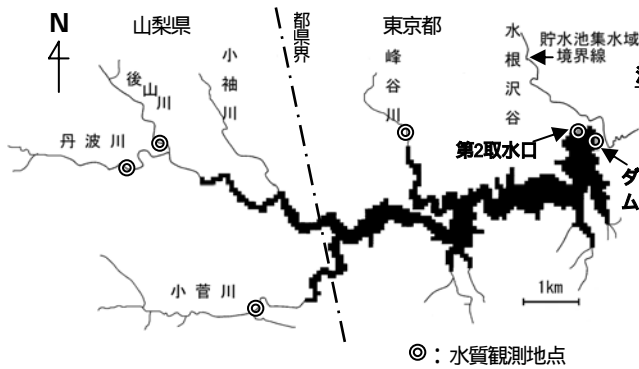 N
山梨県
都県界
東京都
小袖川
後山川
丹波川
峰谷川
水根沢谷
貯水池集水域
境界線
第2取水口
ダム
小菅川
1km
◎：水質観測地点